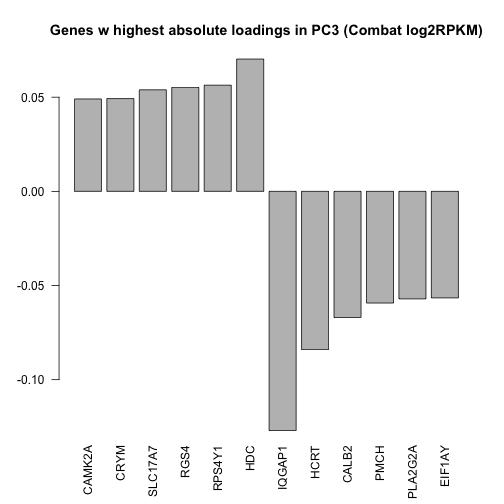 Genes w highest absolute loadings in PC3 (Combat log2RPKM)
0.05
0.00
-0.05
-0.10
CAMK2A
CRYM
SLC17A7
RGS4
RPS4Y1
HDC
IQGAP1
HCRT
CALB2
PMCH
PLA2G2A
EIF1AY